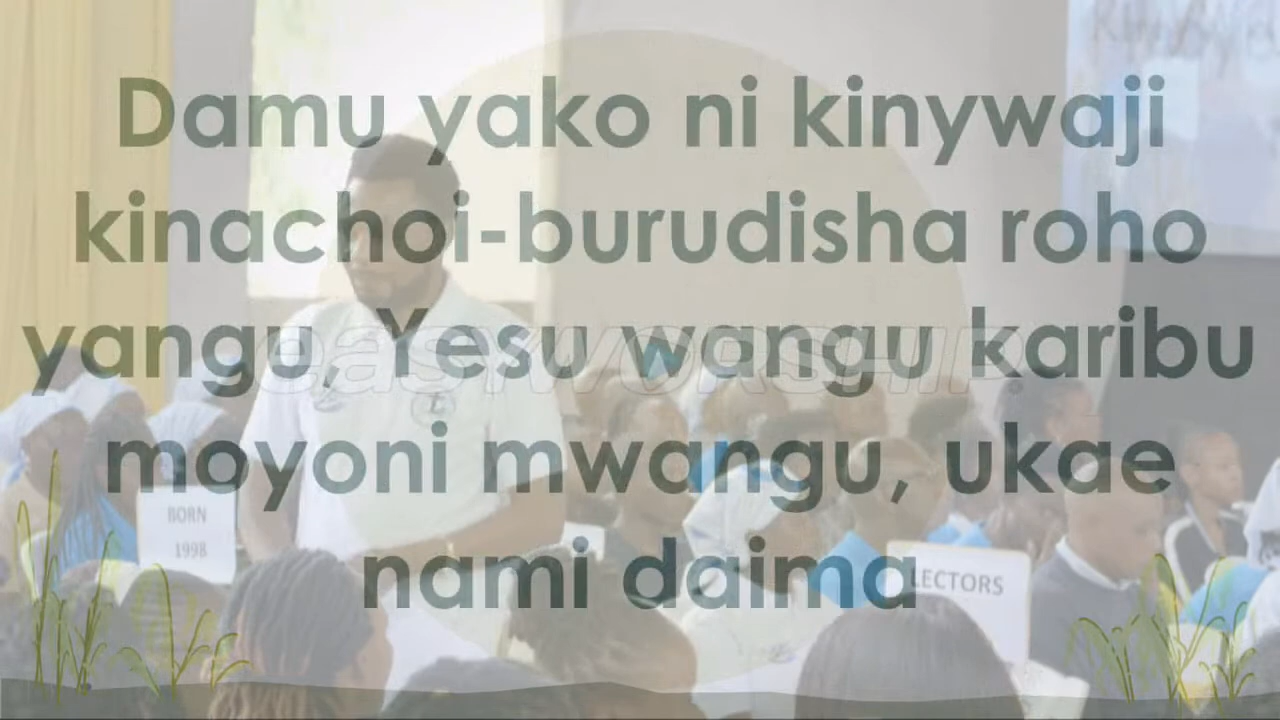 Damu yako ni kinywaji
kinachoi-burudisha roho
yangu, Yesu wangu karibu
easyworship
moyoni mwangu, ukae
nami daima
BORN
1998
LECTORS